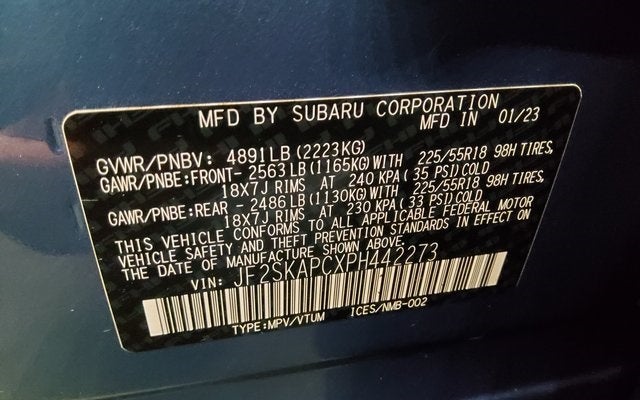 MFD BY SUBARU CORPORATION
MFD IN 01/23
GVWR/PNBV: 4891LB (2223KG)
GAWR/PNBE:FRONT- 2563LB (1165KG) WITH 225/55R18 98H TIRES,
18X7J RIMS AT 240 KPA (35 PSI) COLD
GAWR/PNBE:REAR - 2486LB (1130KG) WITH 225/55R18 98H TIRES,
18X7J RIMS AT 230 KPA (33 PSI) COLD
THIS VEHICLE CONFORMS TO ALL APPLICABLE FEDERAL MOTOR
VEHICLE SAFETY AND THEFT PREVENTION STANDARDS IN EFFECT ON
THE DATE OF MANUFACTURE SHOWN ABOVE.
VIN: JF2SKAPCXPH442273
TYPE:MPV/VTUM ICES/NMB-002